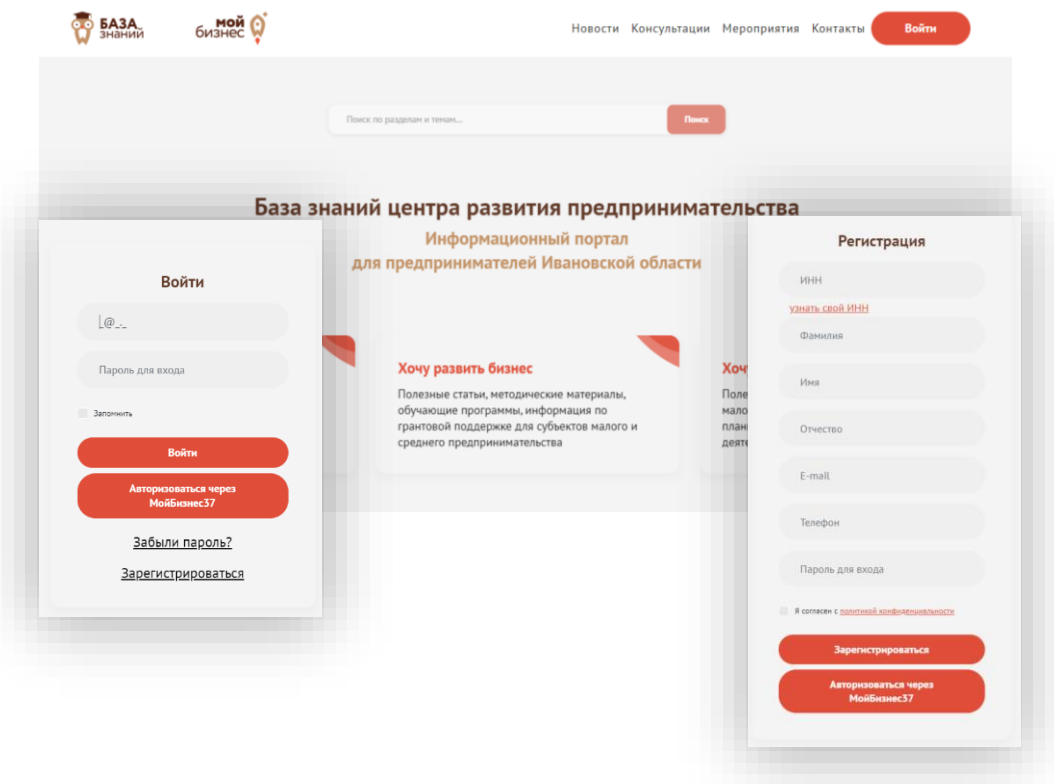 БАЗА_
знаний
мой
бизнес
Новости Консультации Мероприятия Контакты Войти
Поиск по разделам и темам...
Поиск
База знаний центра развития предпринимательства
Информационный портал
для предпринимателей Ивановской области
Войти
_@_._
Пароль для входа
Запомнить
Войти
Авторизоваться через
МойБизнес37
Забыли пароль?
Зарегистрироваться
Хочу развить бизнес
Полезные статьи, методические материалы,
обучающие программы, информация по
грантовой поддержке для субъектов малого и
среднего предпринимательства
Регистрация
ИНН
узнать свой ИНН
Фамилия
Имя
Отчество
E-mail
Телефон
Пароль для входа
Я согласен с политикой конфиденциальности
Зарегистрироваться
Авторизоваться через
МойБизнес37